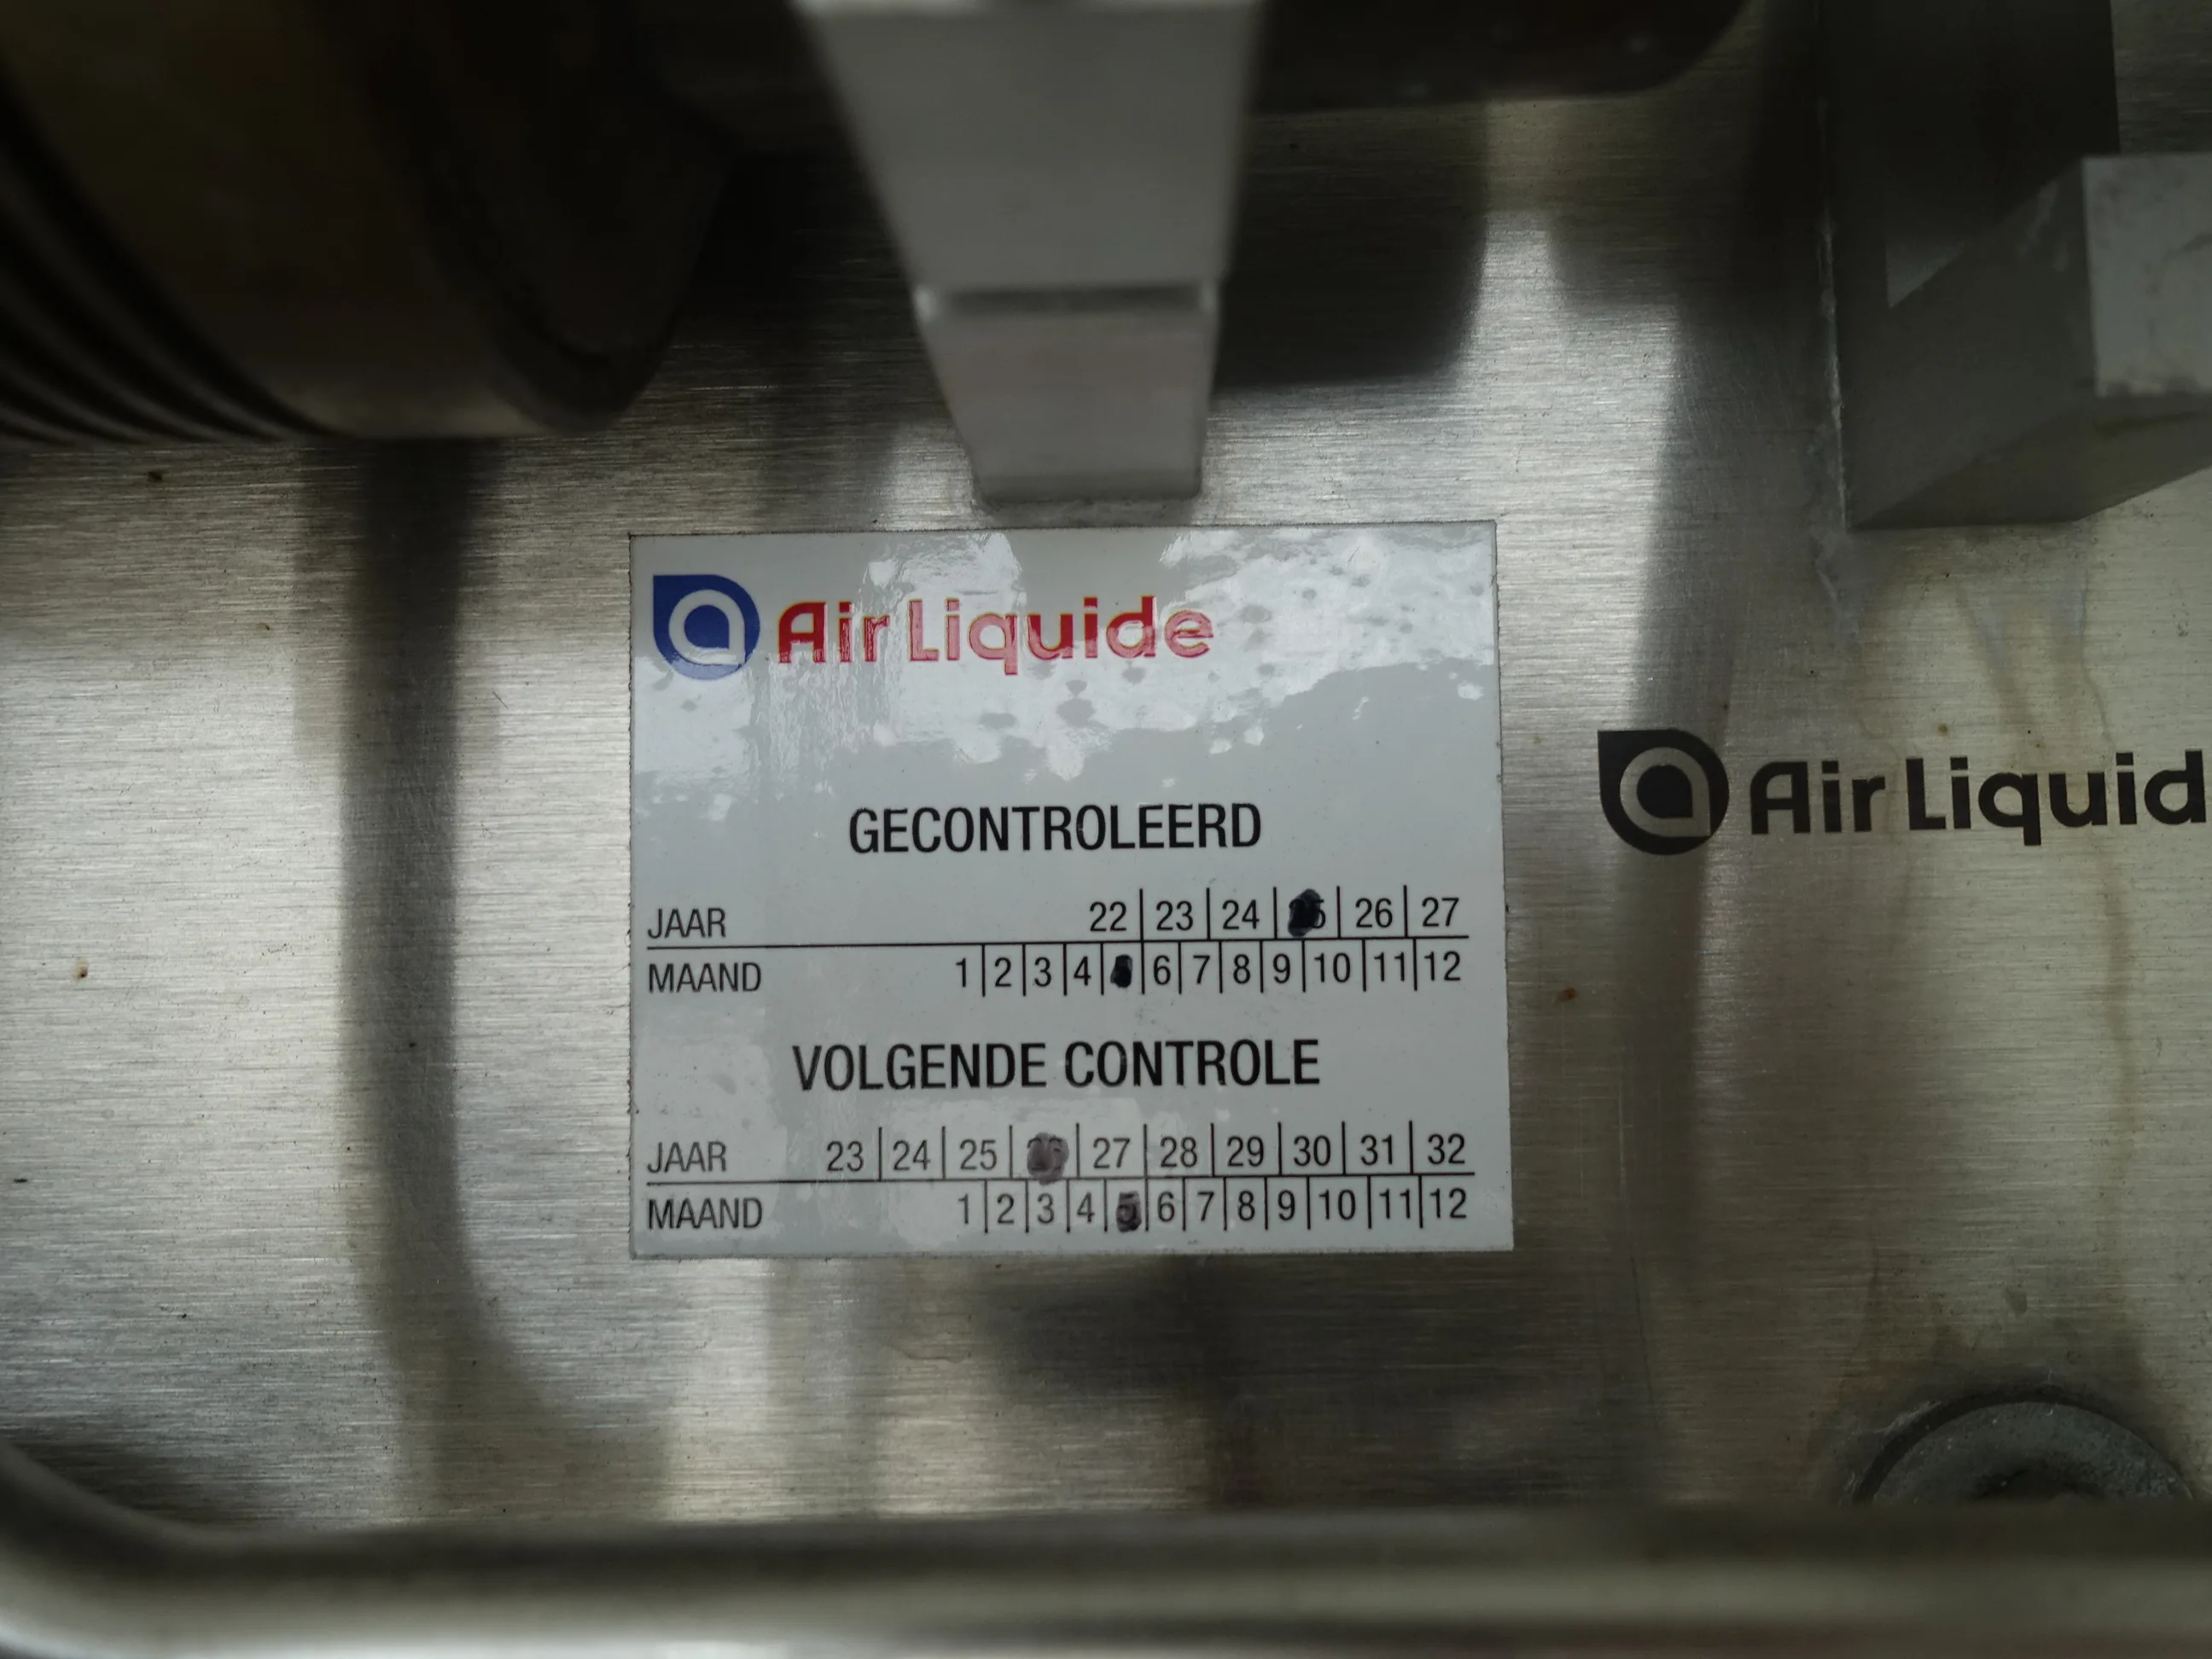 Air Liquide
GECONTROLEERD
JAAR 22 23 24 25 26 27
MAAND 1 2 3 4 5 6 7 8 9 10 11 12
VOLGENDE CONTROLE
JAAR 23 24 25 26 27 28 29 30 31 32
MAAND 1 2 3 4 5 6 7 8 9 10 11 12
Air Liquid